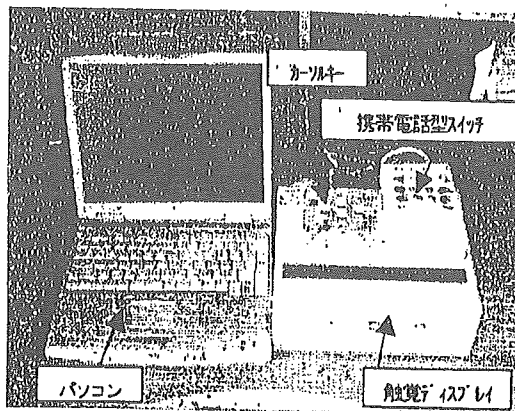 カーソルキー
携帯電話型スイッチ
パソコン
触覚ディスプレイ